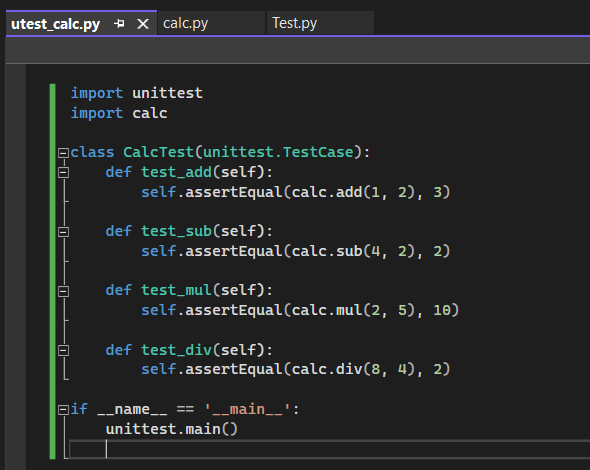 utest_calc.py calc.py Test.py
import unittest
import calc
class CalcTest(unittest.TestCase):
    def test_add(self):
        self.assertEqual(calc.add(1, 2), 3)
    def test_sub(self):
        self.assertEqual(calc.sub(4, 2), 2)
    def test_mul(self):
        self.assertEqual(calc.mul(2, 5), 10)
    def test_div(self):
        self.assertEqual(calc.div(8, 4), 2)
if __name__ == '__main__':
    unittest.main()